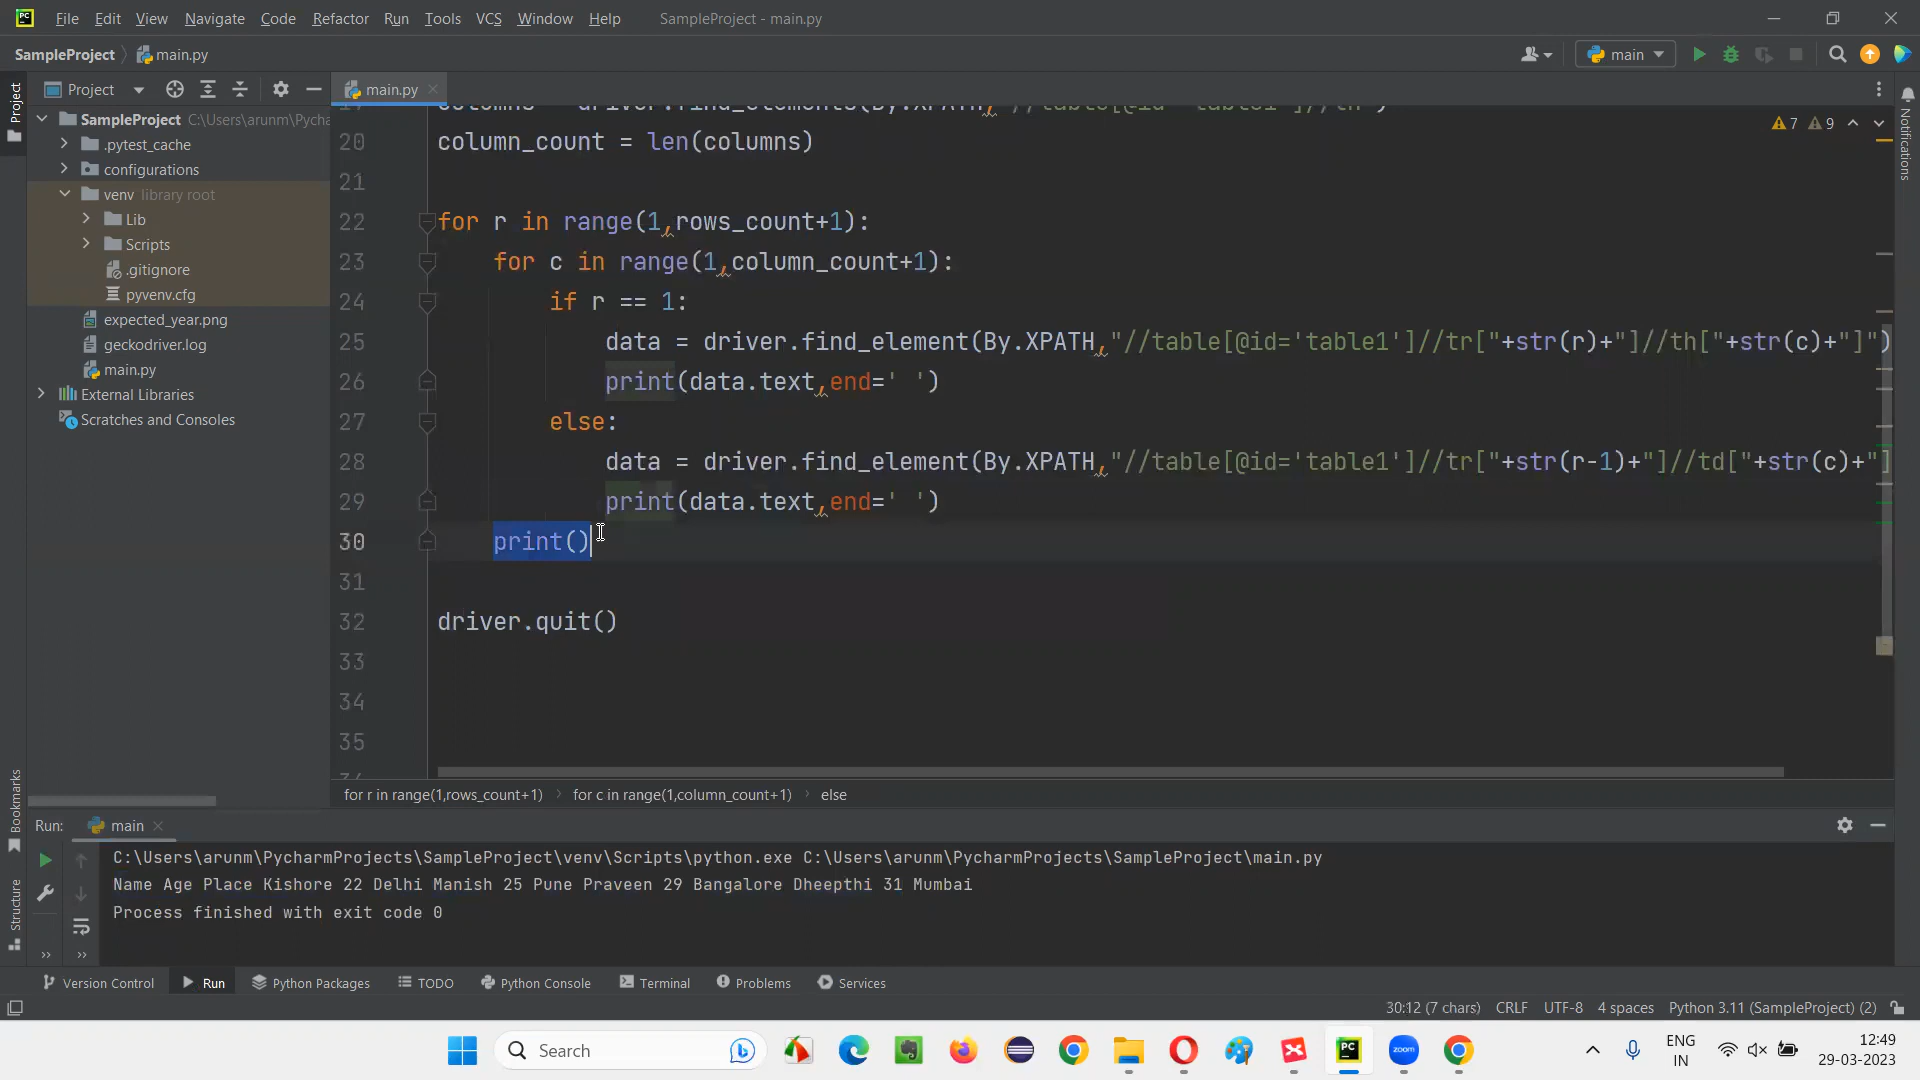 File Edit View Navigate Code Refactor Run Tools VCS Window Help SampleProject - main.py
SampleProject main.py
main
Project
main.py
Project
Notifications
SampleProject C:\Users\arunm\Pycha
.pytest_cache
configurations
venv library root
Lib
Scripts
.gitignore
pyvenv.cfg
expected_year.png
geckodriver.log
main.py
External Libraries
Scratches and Consoles
7 9
20 column_count = len(columns)
21
22 for r in range(1,rows_count+1):
23 for c in range(1,column_count+1):
24 if r == 1:
25 data = driver.find_element(By.XPATH,"//table[@id='table1']//tr["+str(r)+"]//th["+str(c)+"]")
26 print(data.text,end=' ')
27 else:
28 data = driver.find_element(By.XPATH,"//table[@id='table1']//tr["+str(r-1)+"]//td["+str(c)+"]
29 print(data.text,end=' ')
30 print()
31
32 driver.quit()
33
34
35
for r in range(1,rows_count+1) for c in range(1,column_count+1) else
Bookmarks
Structure
Run: main
C:\Users\arunm\PycharmProjects\SampleProject\venv\Scripts\python.exe C:\Users\arunm\PycharmProjects\SampleProject\main.py
Name Age Place Kishore 22 Delhi Manish 25 Pune Praveen 29 Bangalore Dheepthi 31 Mumbai
Process finished with exit code 0
Version Control Run Python Packages TODO Python Console Terminal Problems Services
30:12 (7 chars) CRLF UTF-8 4 spaces Python 3.11 (SampleProject) (2)
Search
zoom
ENG
IN
12:49
29-03-2023